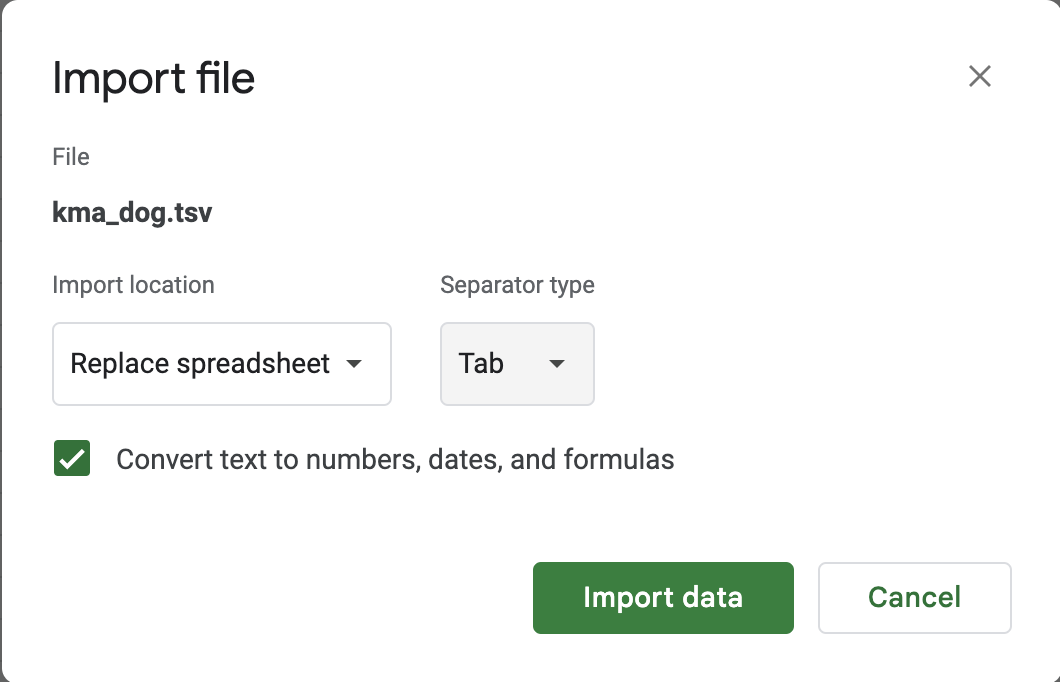 Import file
File
kma_dog.tsv
Import location
Separator type
Replace spreadsheet
Tab
Convert text to numbers, dates, and formulas
Import data
Cancel